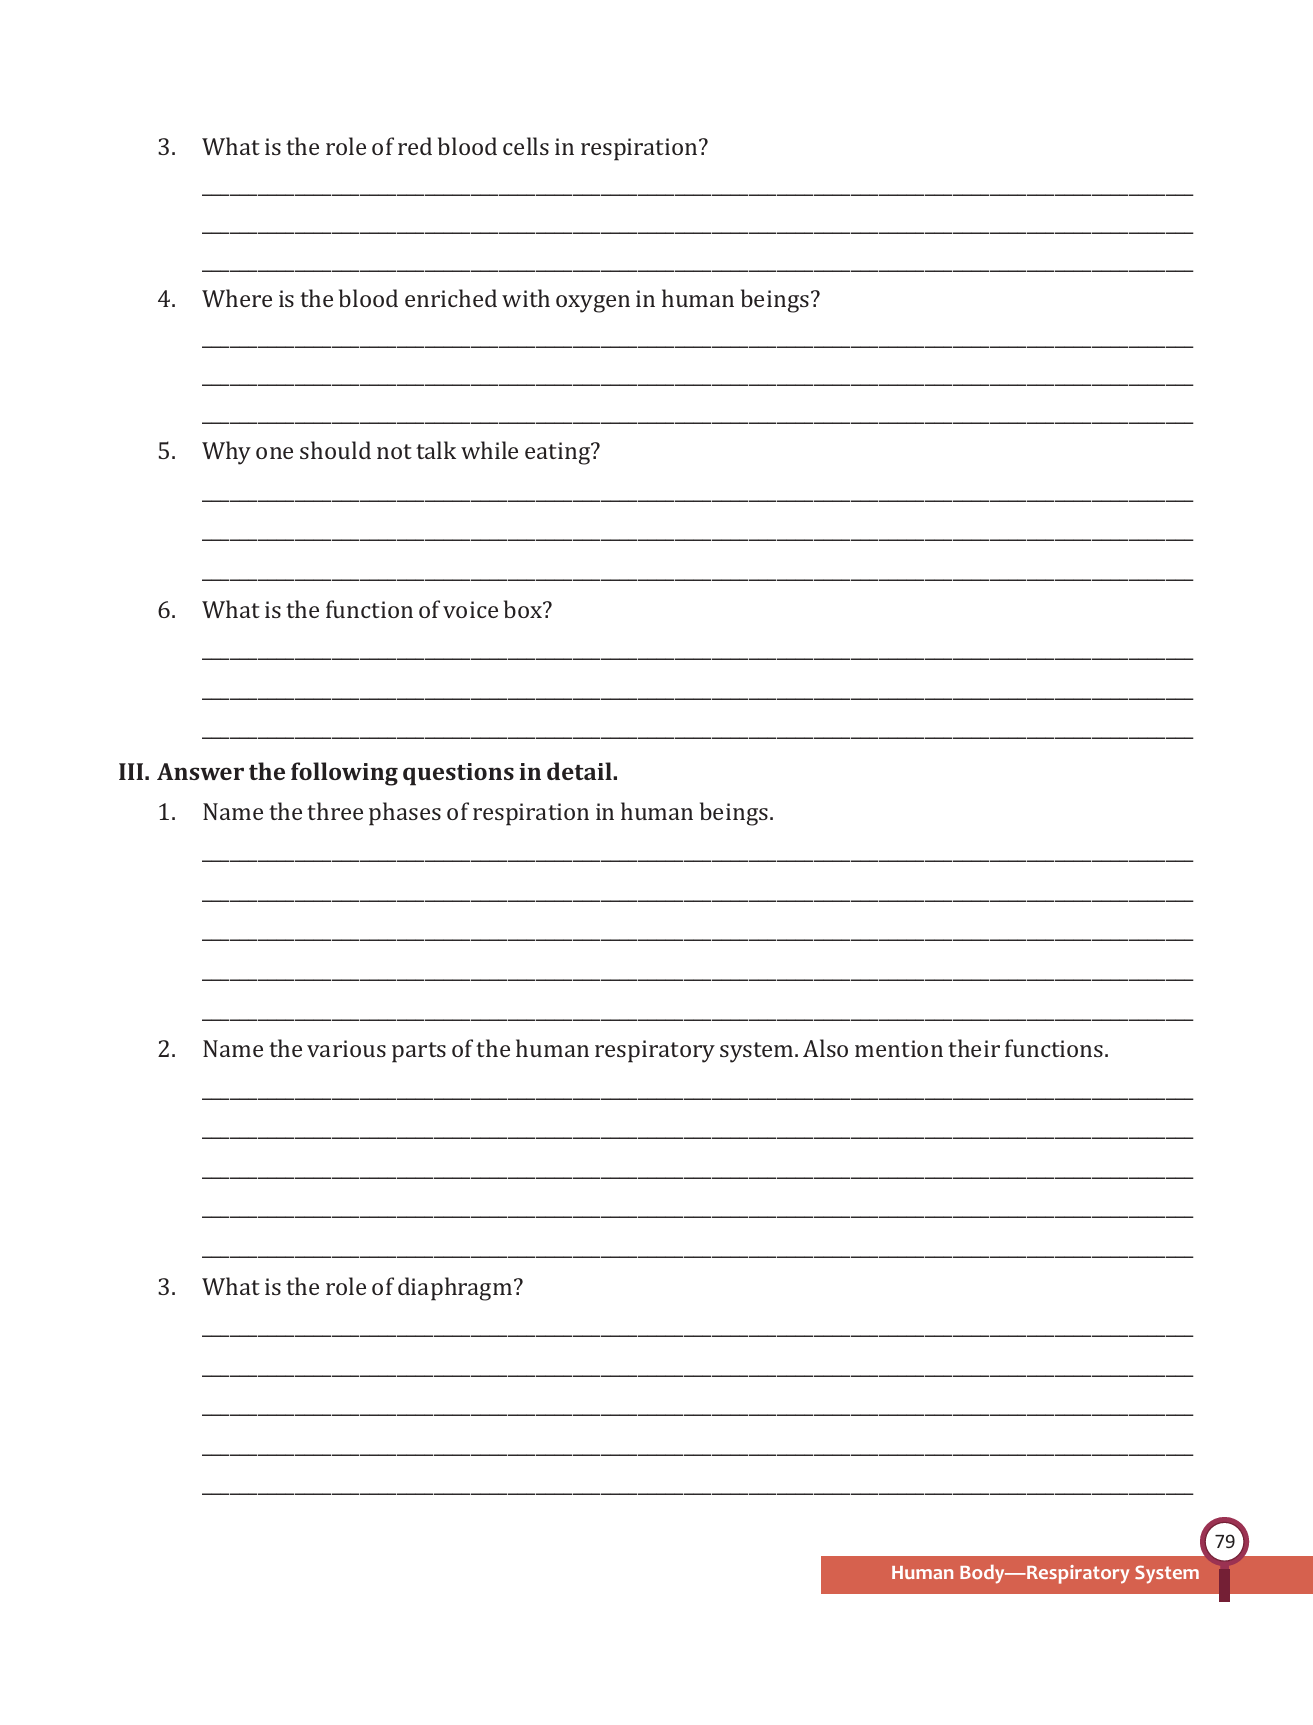 3. What is the role of red blood cells in respiration?
4. Where is the blood enriched with oxygen in human beings?
5. Why one should not talk while eating?
6. What is the function of voice box?
III. Answer the following questions in detail.
1. Name the three phases of respiration in human beings.
2. Name the various parts of the human respiratory system. Also mention their functions.
3. What is the role of diaphragm?
79
Human Body—Respiratory System